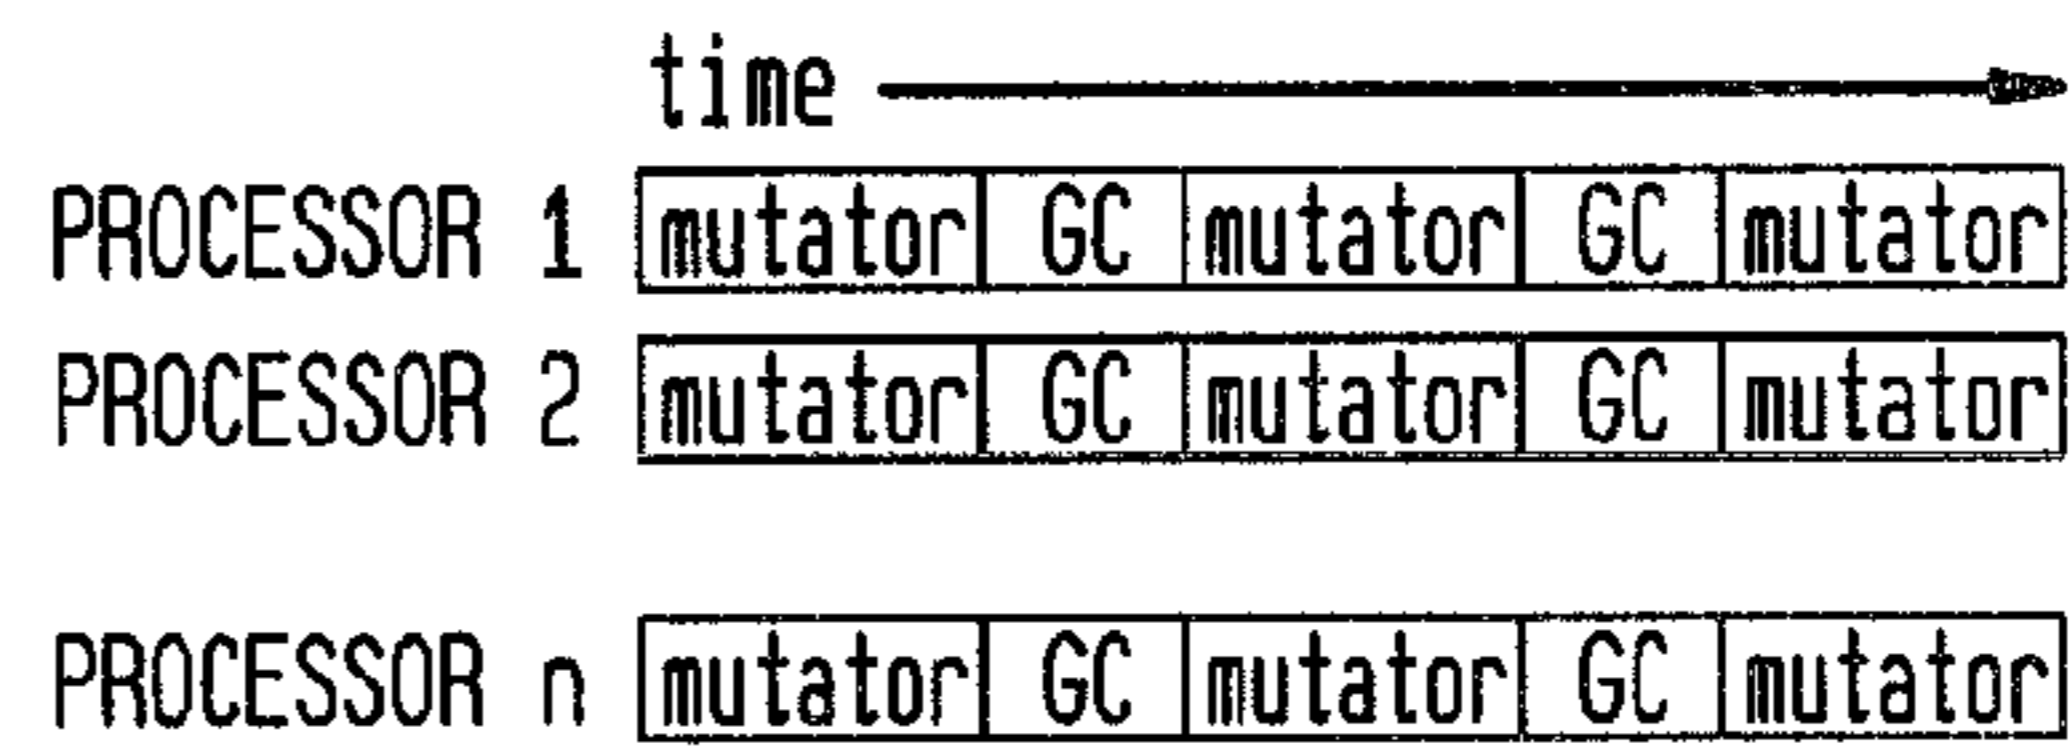 time
PROCESSOR 1 mutator GC mutator GC mutator
PROCESSOR 2 mutator GC mutator GC mutator
PROCESSOR n mutator GC mutator GC mutator